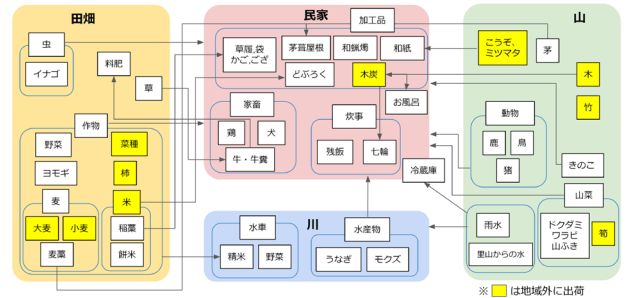 田畑
虫
イナゴ
料肥
草
作物
野菜
菜種
ヨモギ
柿
麦
米
大麦
小麦
稲藁
麦藁
餅米
民家
加工品
草履,袋
かご,ござ
茅葺屋根
和蝋燭
和紙
どぶろく
木炭
お風呂
家畜
鶏
犬
牛・牛糞
炊事
残飯
七輪
冷蔵庫
川
水車
精米
野菜
水産物
うなぎ
モクズ
山
こうぞ、
ミツマタ
茅
木
竹
動物
鹿
鳥
猪
きのこ
山菜
ドクダミ
ワラビ
山ふき
筍
雨水
里山からの水
※ は地域外に出荷